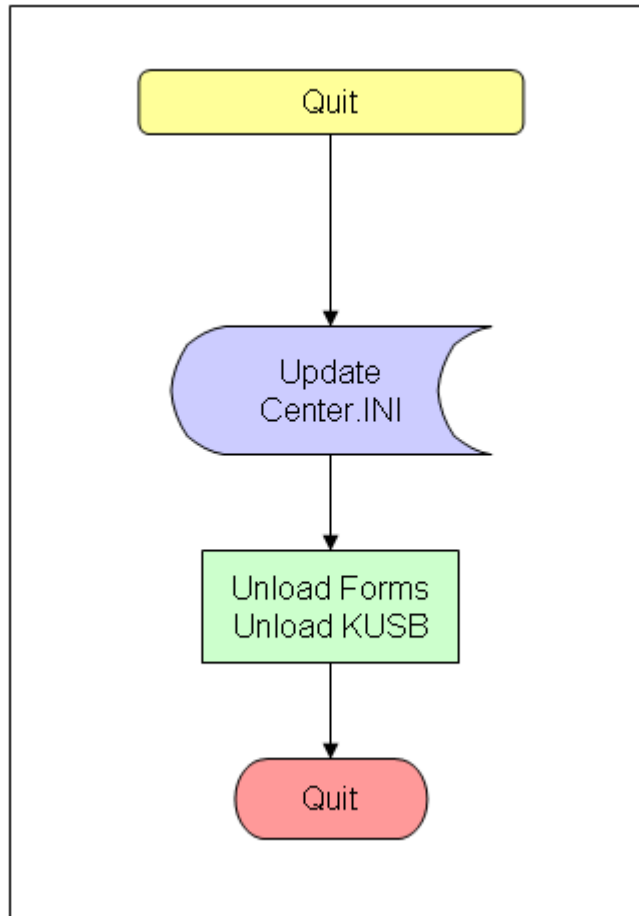 Quit
Update
Center.INI
Unload Forms
Unload KUSB
Quit